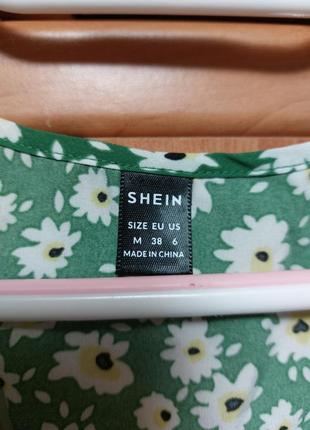 SHEIN
SIZE EU US
M 38 6
MADE IN CHINA